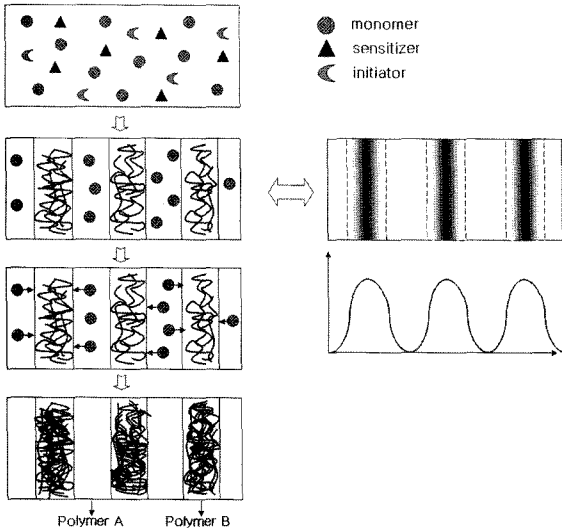 monomer
sensitizer
initiator
Polymer A
Polymer B